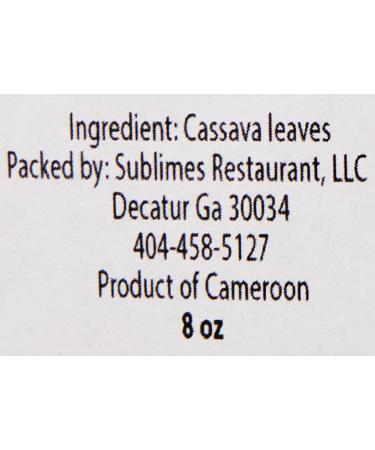 Ingredient: Cassava leaves
Packed by: Sublimes Restaurant, LLC
Decatur Ga 30034
404-458-5127
Product of Cameroon
8 oz